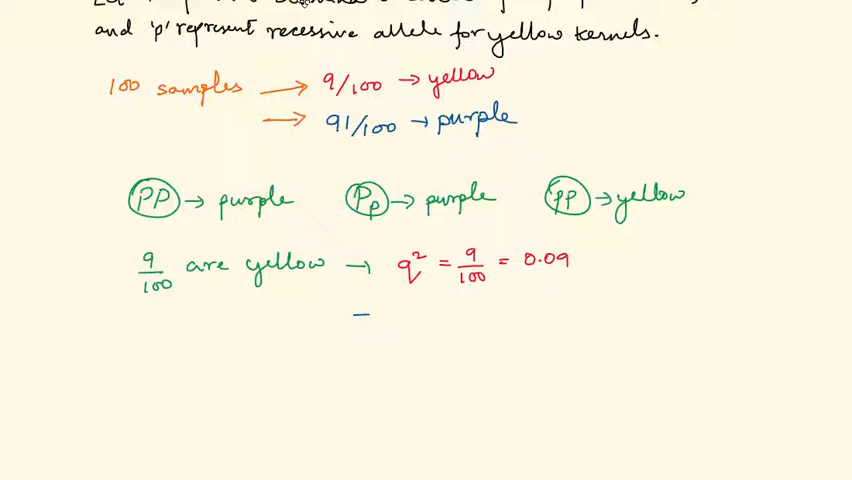 and 'p' represent recessive allele for yellow kernels.
100 samples → 9/100 → yellow
→ 91/100 → purple
PP → purple Pp → purple pp → yellow
9/100 are yellow → q² = 9/100 = 0.09